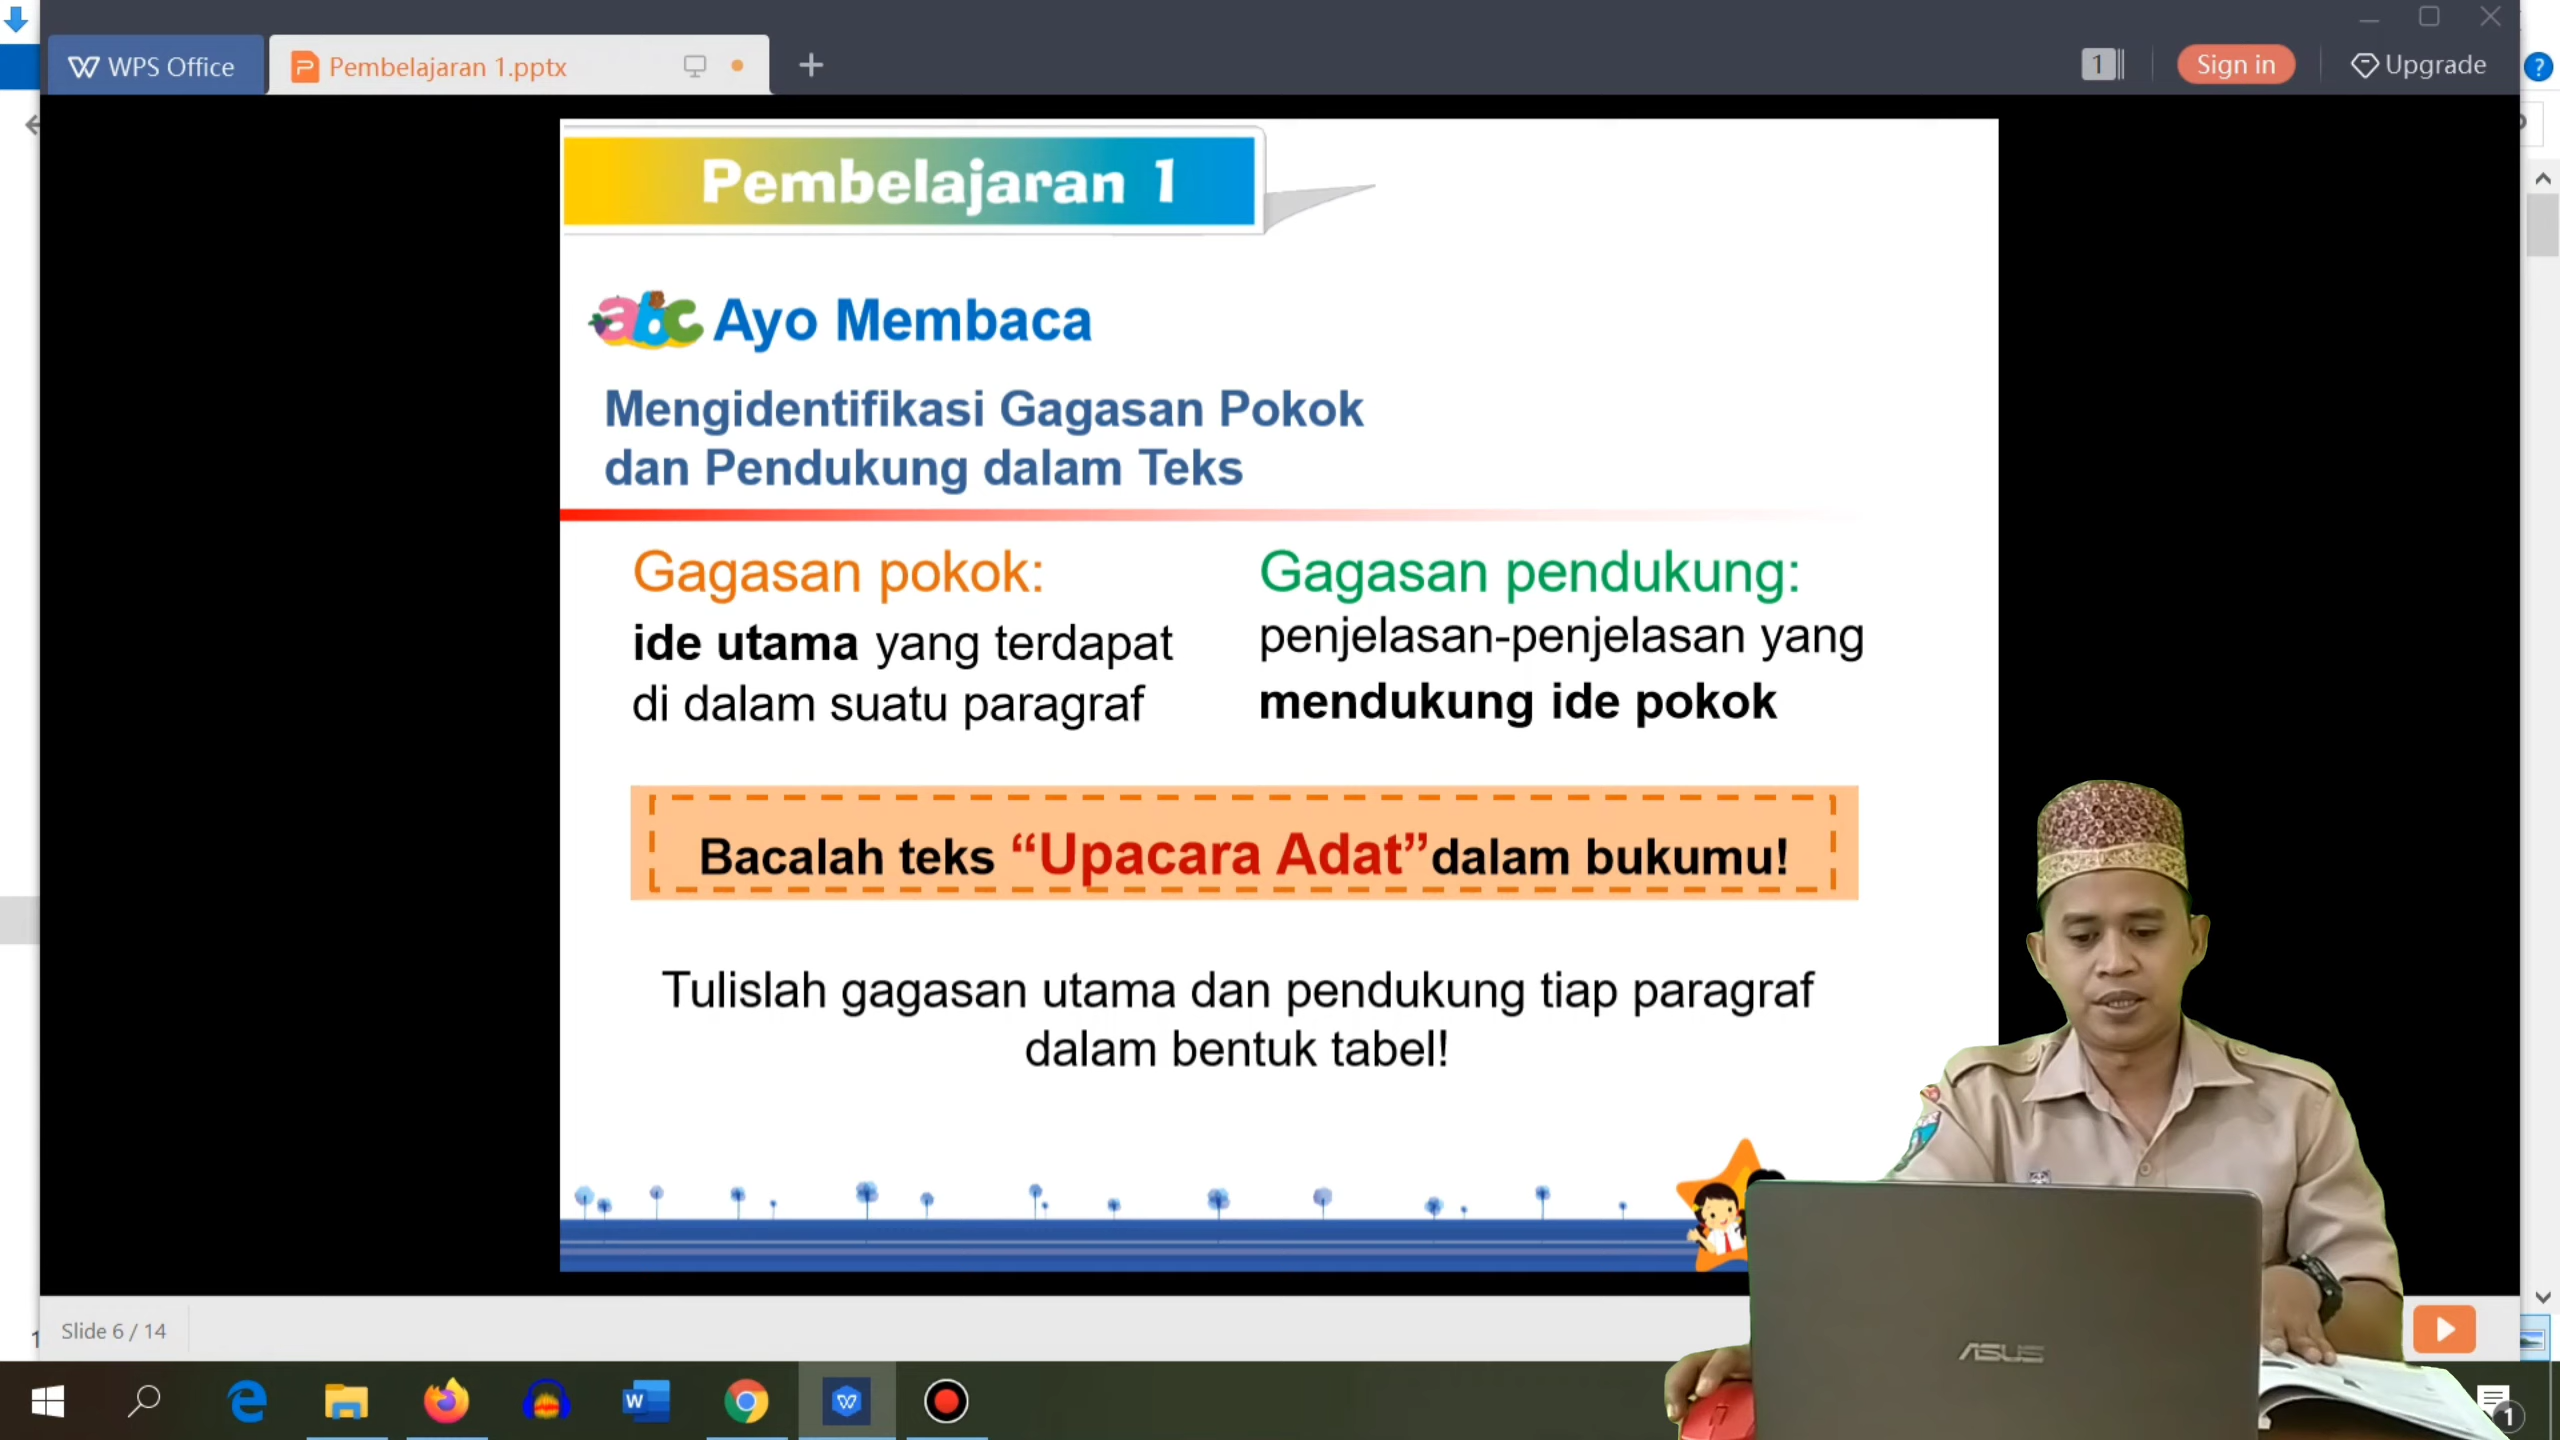 WPS Office
Pembelajaran 1.pptx
1
Sign in
Upgrade
Pembelajaran 1
abc Ayo Membaca
Mengidentifikasi Gagasan Pokok
dan Pendukung dalam Teks
Gagasan pokok:
ide utama yang terdapat
di dalam suatu paragraf
Gagasan pendukung:
penjelasan-penjelasan yang
mendukung ide pokok
Bacalah teks “Upacara Adat”dalam bukumu!
Tulislah gagasan utama dan pendukung tiap paragraf
dalam bentuk tabel!
Slide 6 / 14
ASUS
1